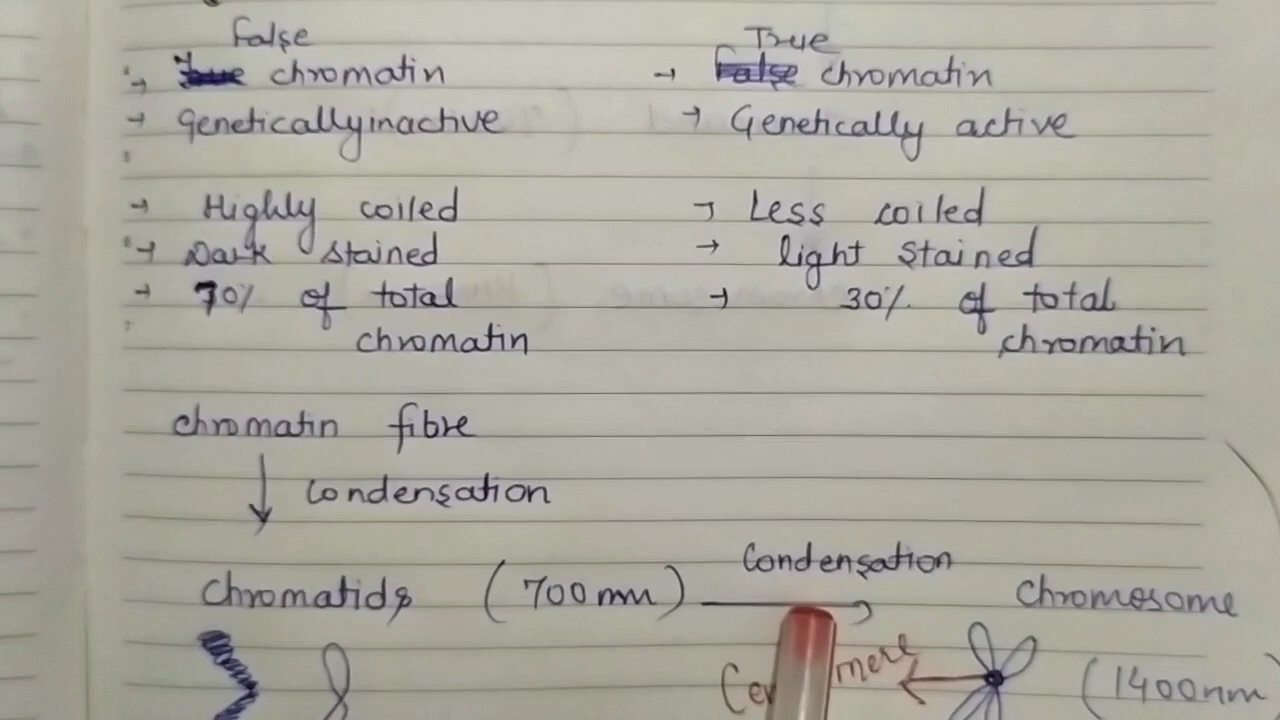 False True
→ chromatin → chromatin
→ Genetically inactive → Genetically active
→ Highly coiled → Less coiled
→ Dark stained → light stained
→ 70% of total → 30% of total
chromatin chromatin
chromatin fibre
↓ Condensation
Condensation
Chromatids (700nm) → Chromosome
(1400nm